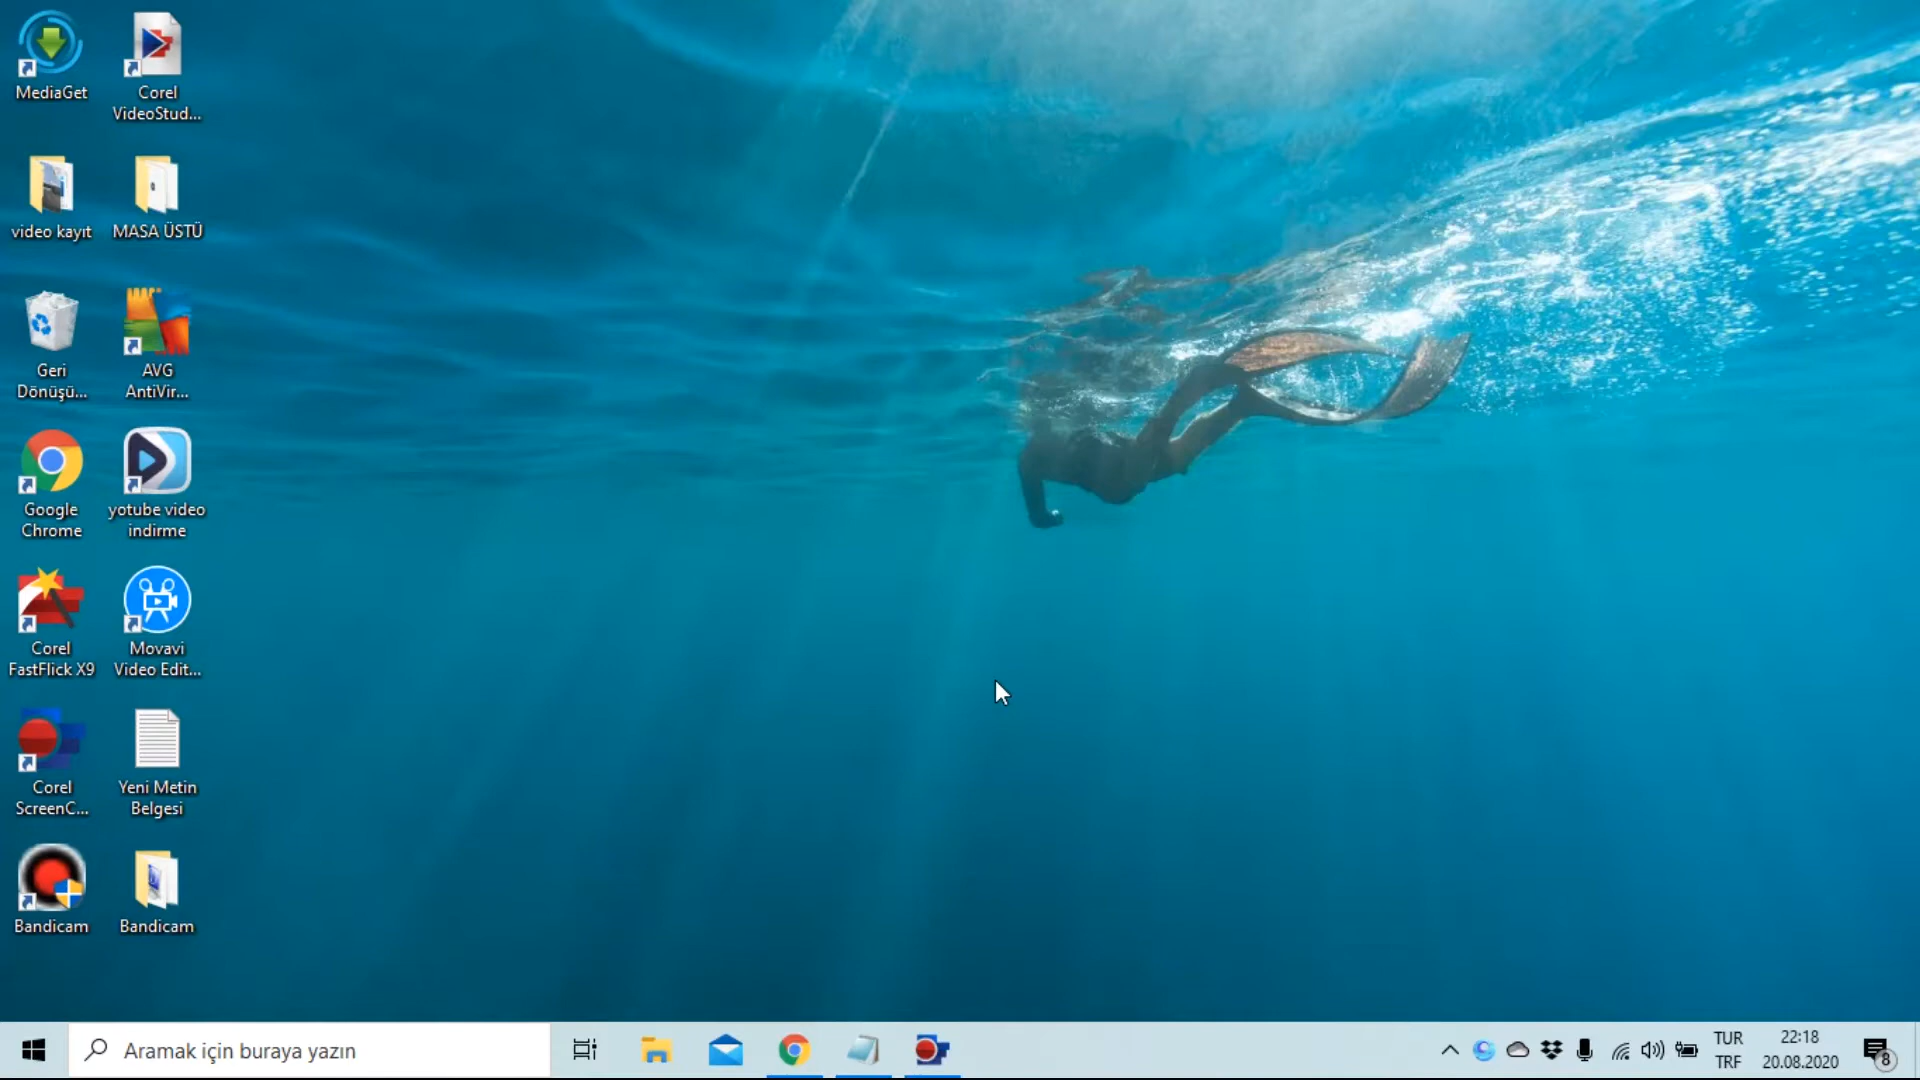 MediaGet
Corel
VideoStud...
video kayıt
MASA ÜSTÜ
Geri
Dönüşü...
AVG
AntiVir...
Google
Chrome
yotube video
indirme
Corel
FastFlick X9
Movavi
Video Edit...
Corel
ScreenC...
Yeni Metin
Belgesi
Bandicam
Bandicam
Aramak için buraya yazın
TUR
TRF
22:18
20.08.2020
8